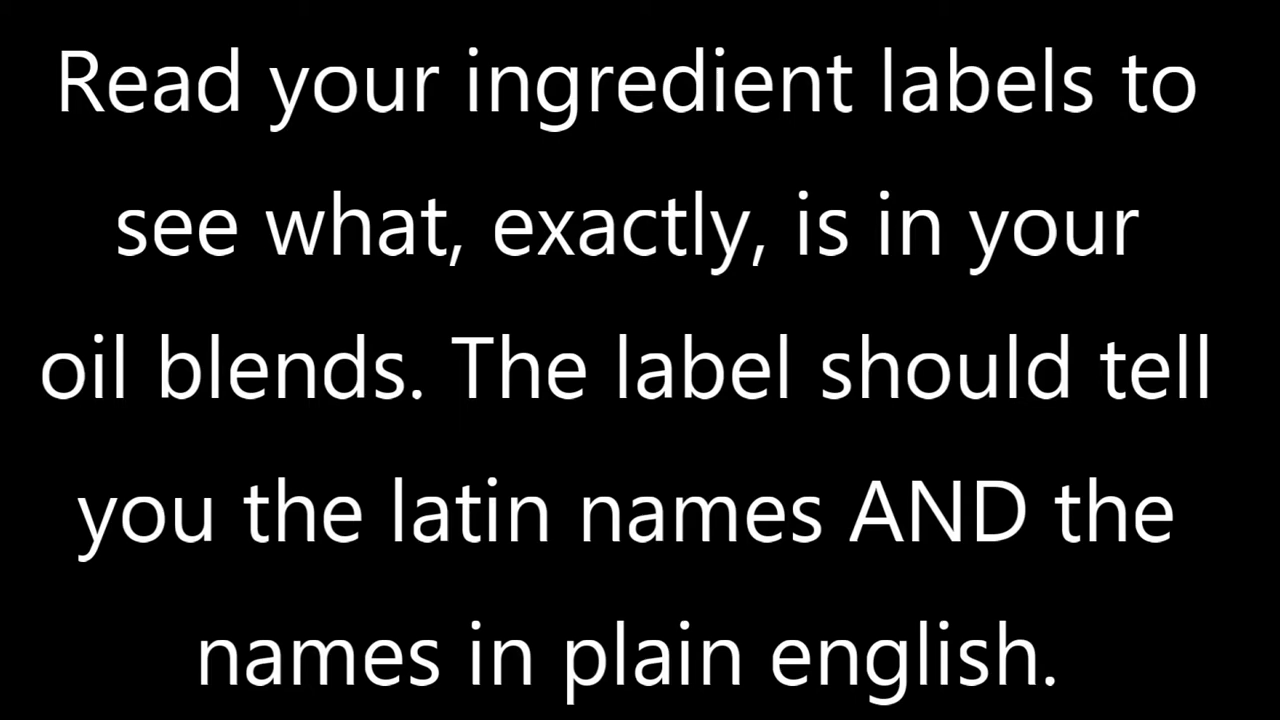 Read your ingredient labels to
see what, exactly, is in your
oil blends. The label should tell
you the latin names AND the
names in plain english.